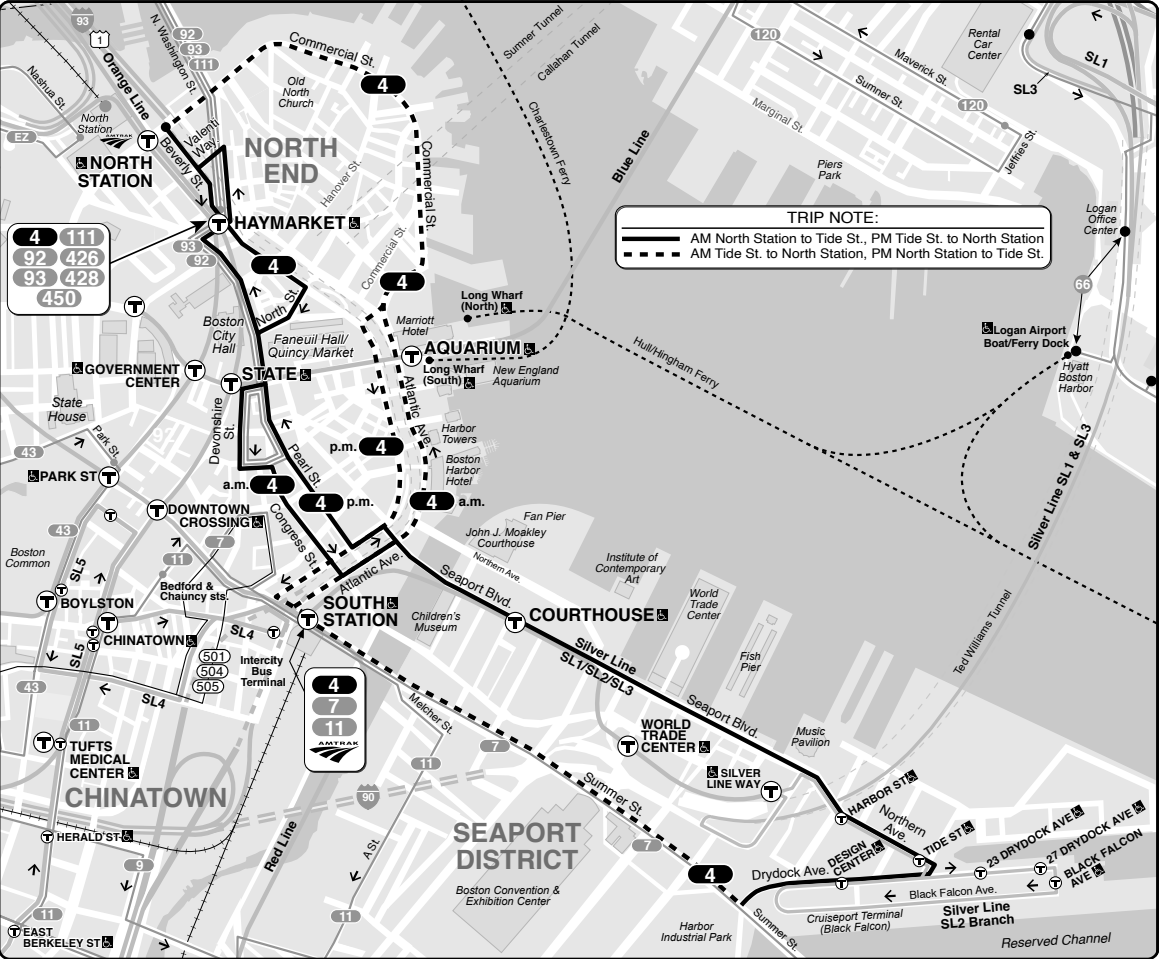 93
1
N. Washington St.
92
93
111
Orange Line
Nashua St.
North
Station
AMTRAK
EZ
T
NORTH
STATION
Beverly St.
Valenti
Way
Commercial St.
Old
North
Church
4
NORTH
END
Hanover St.
Commercial St.
Commercial St.
4
Sumner Tunnel
Callahan Tunnel
Charlestown Ferry
Blue Line
120
Maverick St.
Sumner St.
120
Marginal St.
Jeffries St.
Piers
Park
Rental
Car
Center
SL1
SL3
Logan
Office
Center
66
Logan Airport
Boat/Ferry Dock
Hyatt
Boston
Harbor
TRIP NOTE:
AM North Station to Tide St., PM Tide St. to North Station
AM Tide St. to North Station, PM North Station to Tide St.
T
HAYMARKET
4 111
92 426
93 428
450
93
92
4
North St.
T
Boston
City
Hall
Faneuil Hall/
Quincy Market
Marriott
Hotel
Long Wharf
(North)
T
AQUARIUM
Long Wharf
(South)
New England
Aquarium
Hull/Hingham Ferry
GOVERNMENT
CENTER
T
T
STATE
State
House
Park St.
92
43
Devonshire
St.
Pearl St.
Atlantic
Ave.
Harbor
Towers
Boston
Harbor
Hotel
p.m. 4
PARK ST
T
a.m. 4
4 p.m.
4 a.m.
T
DOWNTOWN
CROSSING
7
T
43
11
Boston
Common
SL5
Congress St.
Atlantic Ave.
Fan Pier
John J. Moakley
Courthouse
Northern Ave.
Institute of
Contemporary
Art
World
Trade
Center
Fish
Pier
Silver Line SL1 & SL3
Ted Williams Tunnel
Bedford &
Chauncy sts.
T
T
BOYLSTON
T
T
T
CHINATOWN
SL5
SL4
T
T
SOUTH
STATION
Children's
Museum
Seaport Blvd.
T
COURTHOUSE
Silver Line
SL1/SL2/SL3
Seaport Blvd.
501
504
505
Intercity
Bus
Terminal
SL4
43
4
7
11
AMTRAK
Melcher St.
7
11
T
T
TUFTS
MEDICAL
CENTER
CHINATOWN
11
T
HERALD ST
9
11
T
EAST
BERKELEY ST
Red Line
90
A St.
11
SEAPORT
DISTRICT
Boston Convention &
Exhibition Center
Summer St.
7
4
T
WORLD
TRADE
CENTER
Music
Pavilion
SILVER
LINE WAY
T
HARBOR ST
T
Northern
Ave.
TIDE ST
T
DESIGN
CENTER
T
Drydock Ave.
23 DRYDOCK AVE
T
27 DRYDOCK AVE
T
BLACK FALCON
AVE
T
Black Falcon Ave.
Silver Line
SL2 Branch
Cruiseport Terminal
(Black Falcon)
Summer St.
Harbor
Industrial Park
Reserved Channel